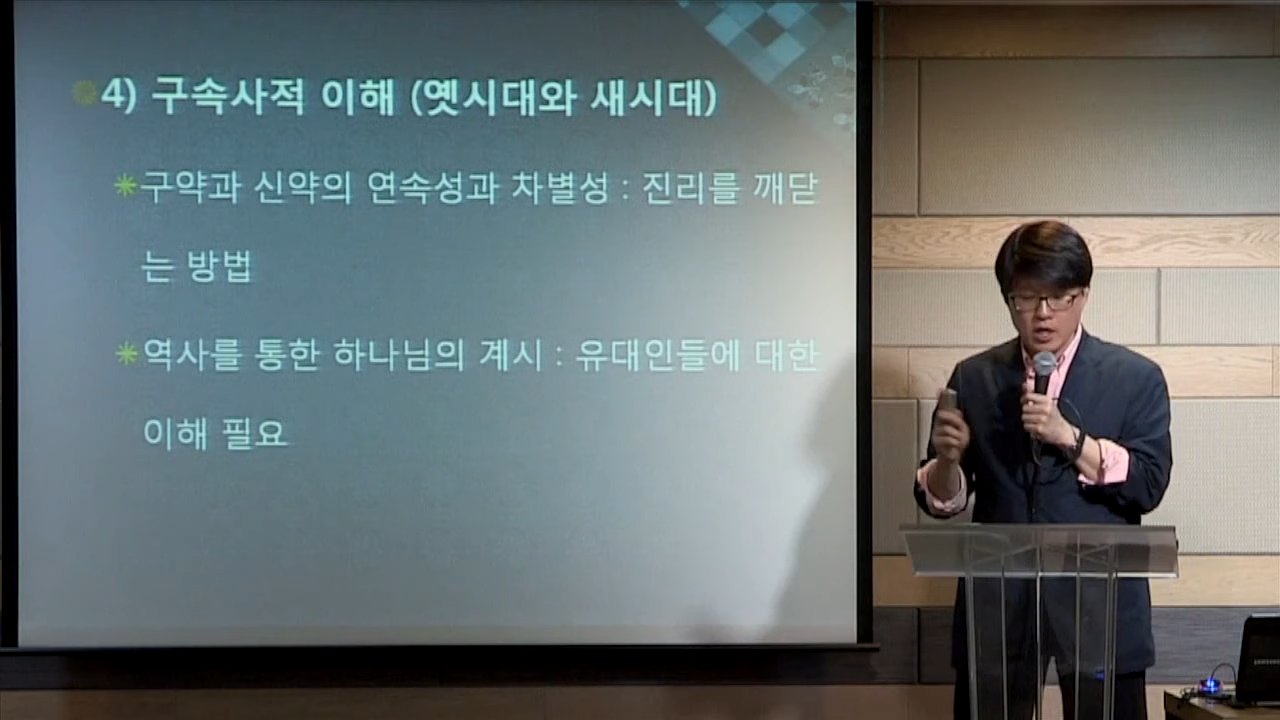 4) 구속사적 이해 (옛시대와 새시대)
구약과 신약의 연속성과 차별성 : 진리를 깨닫
는 방법
역사를 통한 하나님의 계시 : 유대인들에 대한
이해 필요